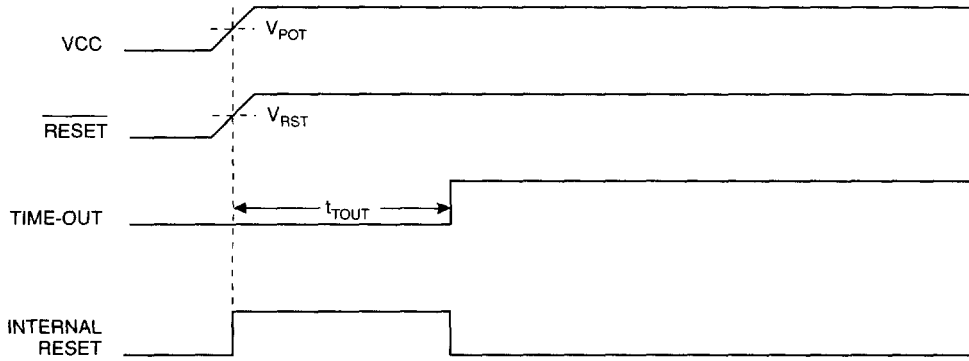 VCC
V_POT
RESET
V_RST
TIME-OUT
t_TOUT
INTERNAL
RESET